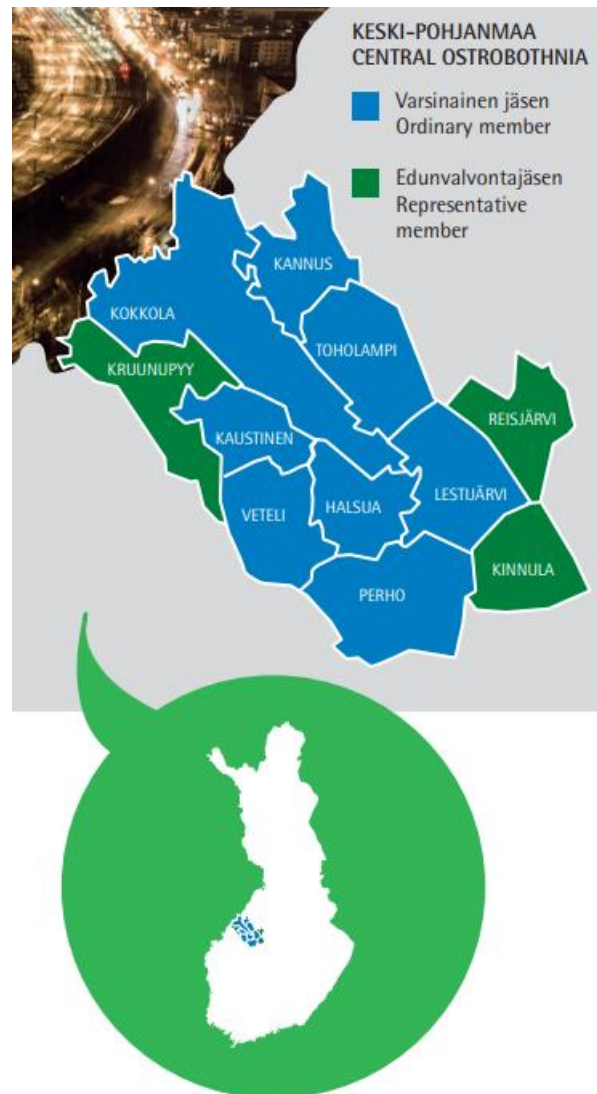 KESKI-POHJANMAA
CENTRAL OSTROBOTHNIA
Varsinainen jäsen
Ordinary member
Edunvalvontajäsen
Representative
member
KANNUS
KOKKOLA
TOHOLAMPI
KRUUNUPYY
REISJÄRVI
KAUSTINEN
LESTIJÄRVI
HALSUA
VETELI
KINNULA
PERHO